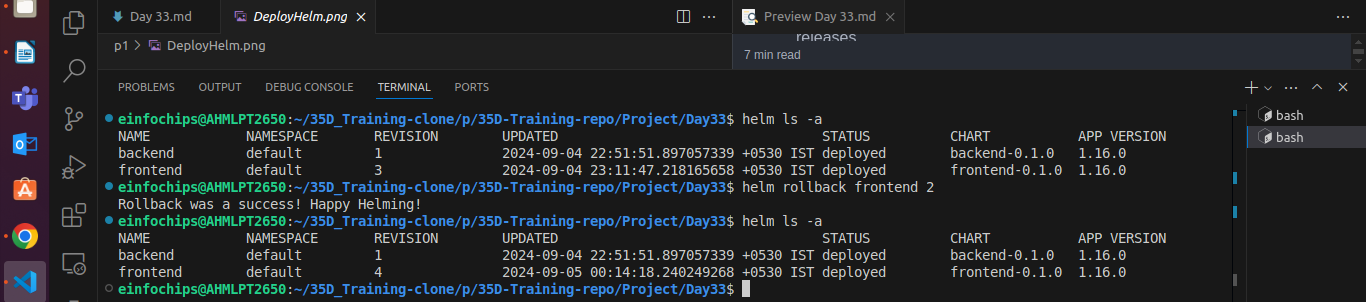 Day 33.md DeployHelm.png Preview Day 33.md
p1 > DeployHelm.png releases
7 min read
PROBLEMS OUTPUT DEBUG CONSOLE TERMINAL PORTS
einfochips@AHMLPT2650:~/35D_Training-clone/p/35D-Training-repo/Project/Day33$ helm ls -a
NAME NAMESPACE REVISION UPDATED STATUS CHART APP VERSION
backend default 1 2024-09-04 22:51:51.897057339 +0530 IST deployed backend-0.1.0 1.16.0
frontend default 3 2024-09-04 23:11:47.218165658 +0530 IST deployed frontend-0.1.0 1.16.0
einfochips@AHMLPT2650:~/35D_Training-clone/p/35D-Training-repo/Project/Day33$ helm rollback frontend 2
Rollback was a success! Happy Helming!
einfochips@AHMLPT2650:~/35D_Training-clone/p/35D-Training-repo/Project/Day33$ helm ls -a
NAME NAMESPACE REVISION UPDATED STATUS CHART APP VERSION
backend default 1 2024-09-04 22:51:51.897057339 +0530 IST deployed backend-0.1.0 1.16.0
frontend default 4 2024-09-05 00:14:18.240249268 +0530 IST deployed frontend-0.1.0 1.16.0
einfochips@AHMLPT2650:~/35D_Training-clone/p/35D-Training-repo/Project/Day33$
bash
bash